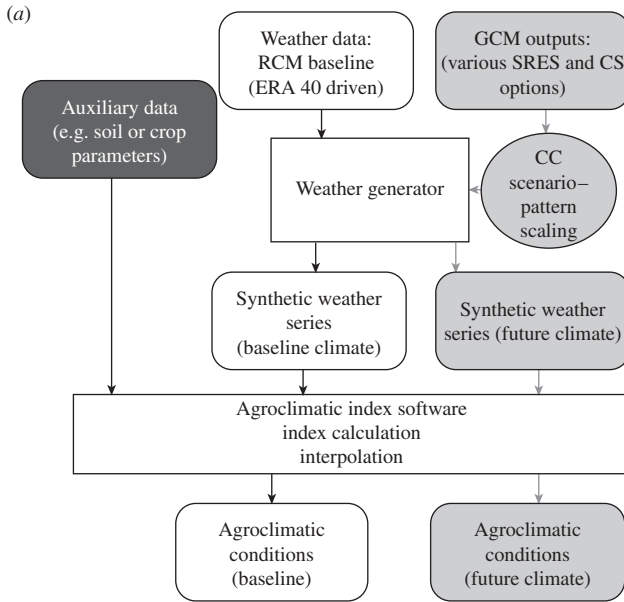 (a)
Weather data:
RCM baseline
(ERA 40 driven)
GCM outputs:
(various SRES and CS
options)
Auxiliary data
(e.g. soil or crop
parameters)
Weather generator
CC
scenario–
pattern
scaling
Synthetic weather
series
(baseline climate)
Synthetic weather
series (future climate)
Agroclimatic index software
index calculation
interpolation
Agroclimatic
conditions
(baseline)
Agroclimatic
conditions
(future climate)